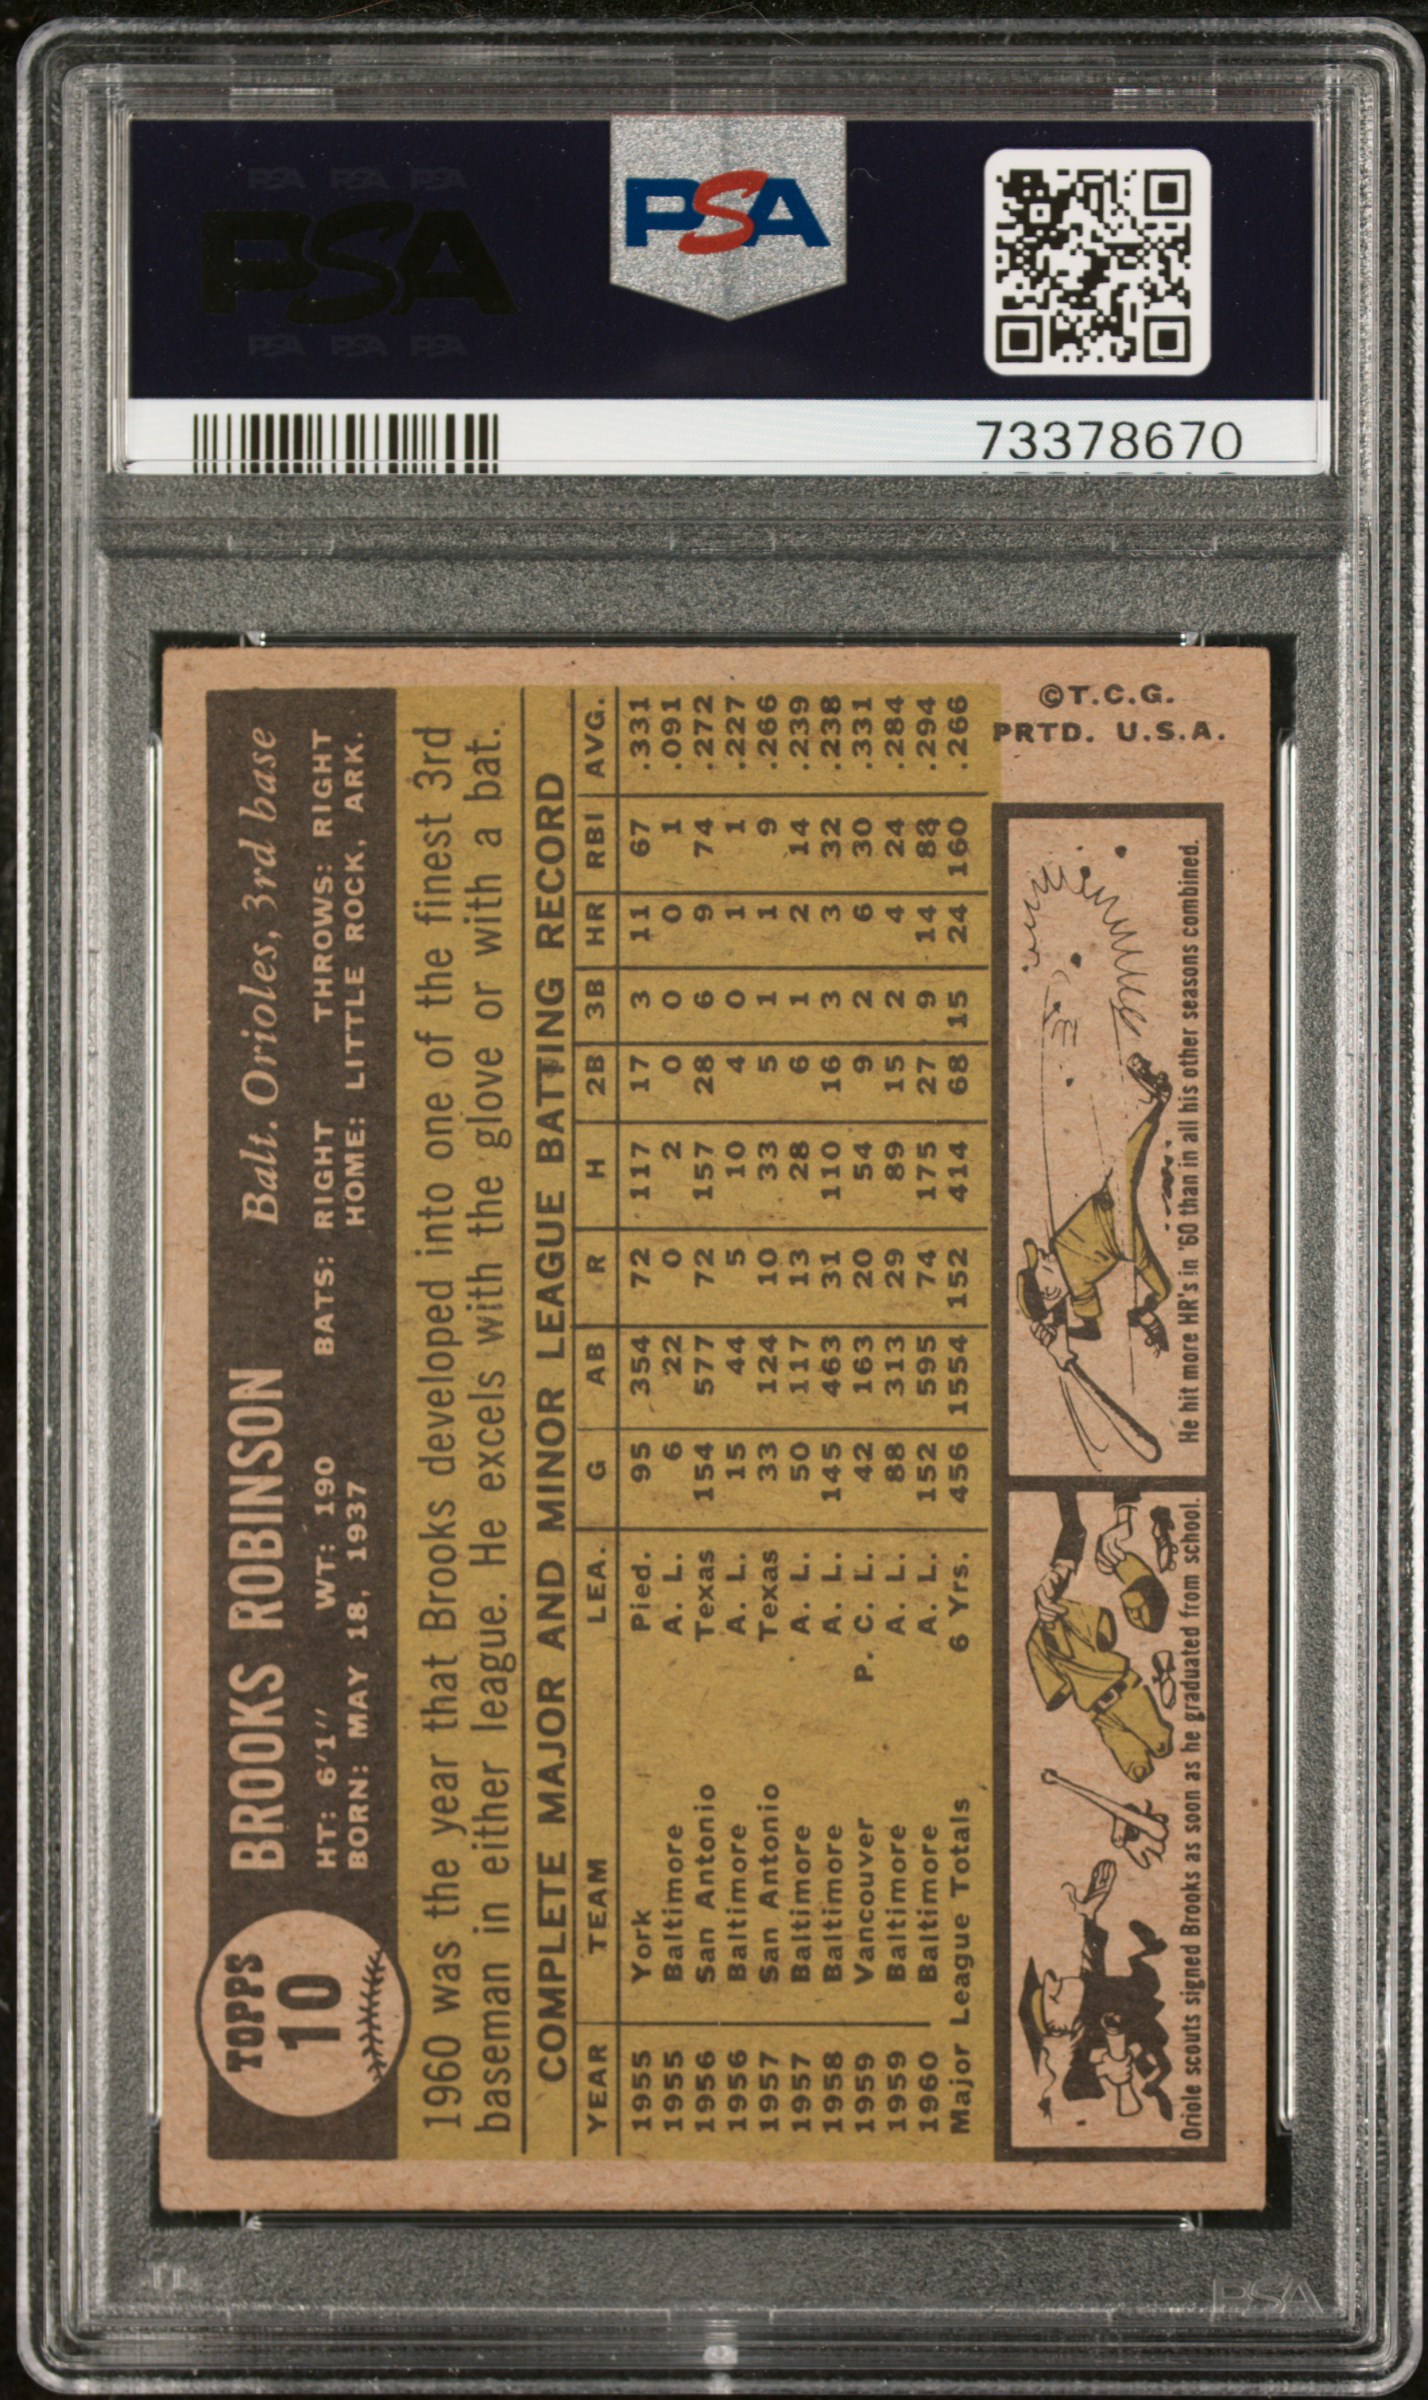 PSA PSA PSA
PSA
PSA PSA PSA
PSA
73378670
TOPPS
10
BROOKS ROBINSON
Balt. Orioles, 3rd base
HT: 6'1" WT: 190 BATS: RIGHT THROWS: RIGHT
BORN: MAY 18, 1937 HOME: LITTLE ROCK, ARK.
1960 was the year that Brooks developed into one of the finest 3rd
baseman in either league. He excels with the glove or with a bat.
COMPLETE MAJOR AND MINOR LEAGUE BATTING RECORD
YEAR TEAM LEA. G AB R H 2B 3B HR RBI AVG.
1955 York Pied. 95 354 72 117 17 3 11 67 .331
1955 Baltimore A. L. 6 22 0 2 0 0 0 1 .091
1956 San Antonio Texas 154 577 72 157 28 6 9 74 .272
1956 Baltimore A. L. 15 44 5 10 4 0 1 1 .227
1957 San Antonio Texas 33 124 10 33 5 1 1 9 .266
1957 Baltimore A. L. 50 117 13 28 6 1 2 14 .239
1958 Baltimore A. L. 145 463 31 110 16 3 3 32 .238
1959 Vancouver P. C. L. 42 163 20 54 9 2 6 30 .331
1959 Baltimore A. L. 88 313 29 89 15 2 4 24 .284
1960 Baltimore A. L. 152 595 74 175 27 9 14 88 .294
Major League Totals 6 Yrs. 456 1554 152 414 68 15 24 160 .266
Oriole scouts signed Brooks as soon as he graduated from school.
He hit more HR's in '60 than in all his other seasons combined.
©T.C.G.
PRTD. U.S.A.
PSA